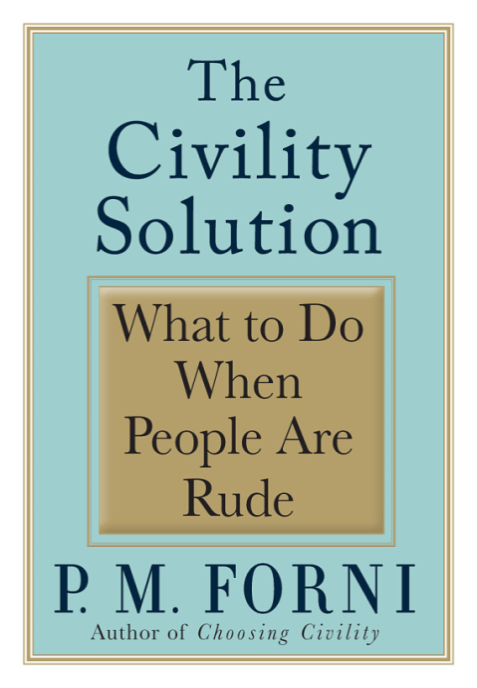 The
Civility
Solution
What to Do
When
People Are
Rude
P. M. FORNI
Author of Choosing Civility